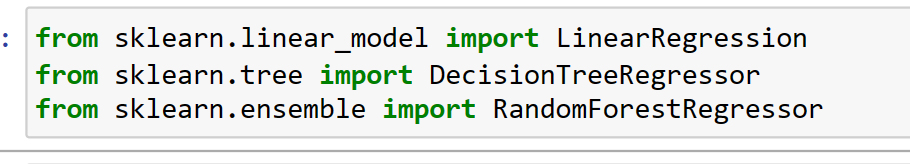 :
from sklearn.linear_model import LinearRegression
from sklearn.tree import DecisionTreeRegressor
from sklearn.ensemble import RandomForestRegressor